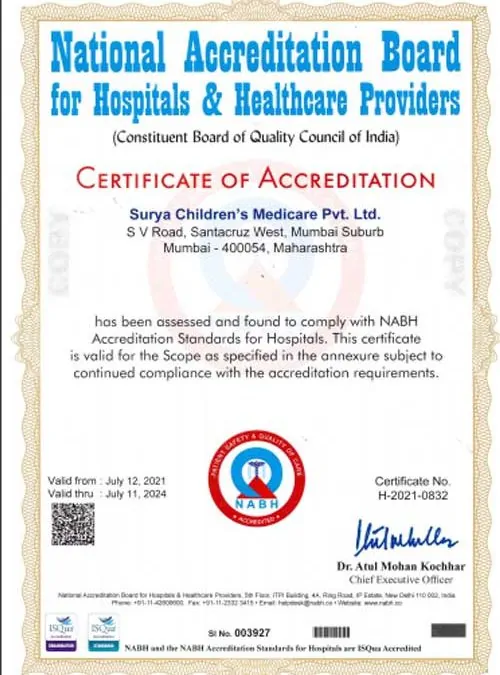 National Accreditation Board
for Hospitals & Healthcare Providers
(Constituent Board of Quality Council of India)
CERTIFICATE OF ACCREDITATION
Surya Children's Medicare Pvt. Ltd.
S V Road, Santacruz West, Mumbai Suburb
Mumbai - 400054, Maharashtra
COPY
COPY
has been assessed and found to comply with NABH
Accreditation Standards for Hospitals. This certificate
is valid for the Scope as specified in the annexure subject to
continued compliance with the accreditation requirements.
PATIENT SAFETY & QUALITY OF CARE
NABH
ACCREDITED
Valid from : July 12, 2021
Valid thru : July 11, 2024
Certificate No.
H-2021-0832
Dr. Atul Mohan Kochhar
Chief Executive Officer
National Accreditation Board for Hospitals & Healthcare Providers, 5th Floor, ITPI Building, 4A, Ring Road, IP Estate, New Delhi 110 002, India
Phone: +91-11-42600600, Fax: +91-11-2332 3415 • Email: helpdesk@nabh.co • Website: www.nabh.co
ISQua
ISQua
SI No. 003927
NABH and the NABH Accreditation Standards for Hospitals are ISQua Accredited